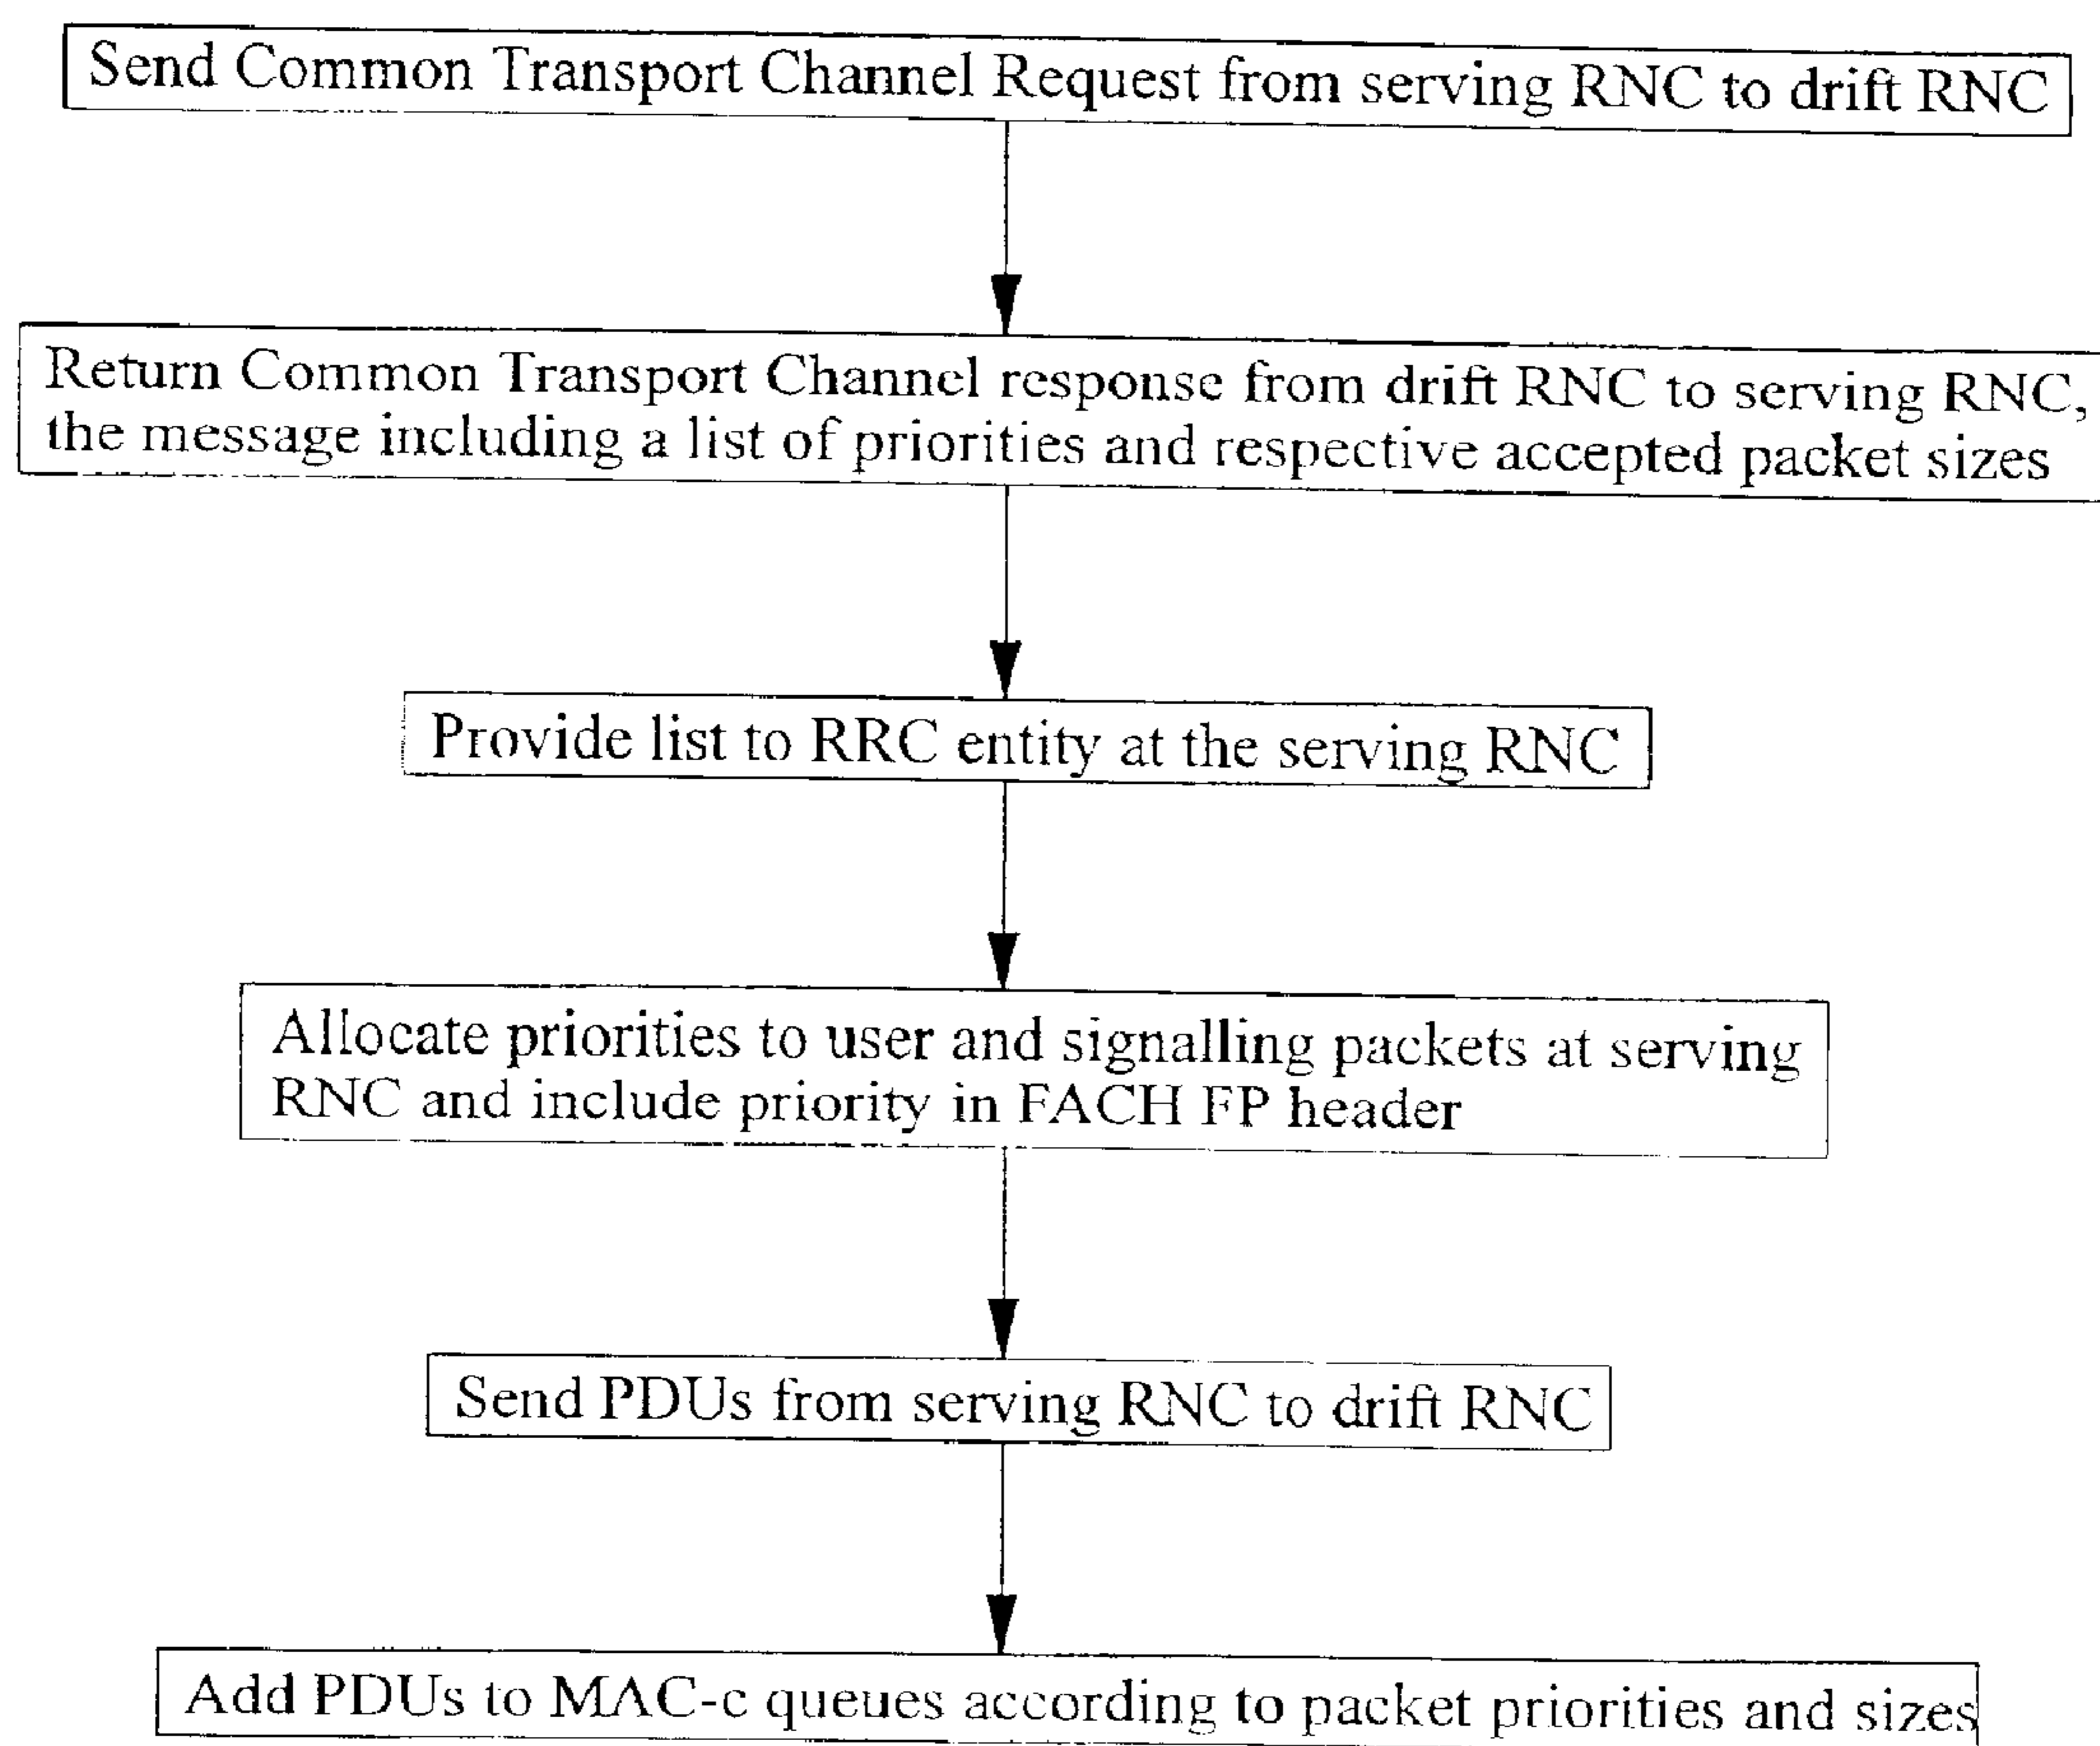 Send Common Transport Channel Request from serving RNC to drift RNC
Return Common Transport Channel response from drift RNC to serving RNC,
the message including a list of priorities and respective accepted packet sizes
Provide list to RRC entity at the serving RNC
Allocate priorities to user and signalling packets at serving
RNC and include priority in FACH FP header
Send PDUs from serving RNC to drift RNC
Add PDUs to MAC-c queues according to packet priorities and sizes